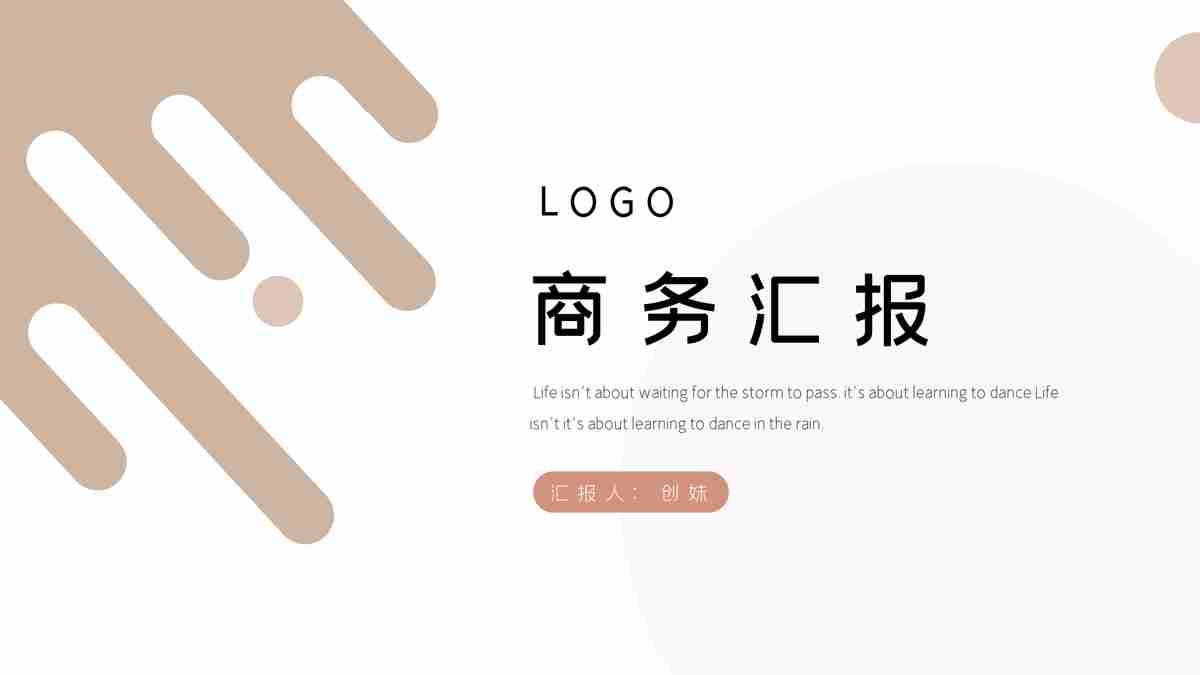 LOGO
商务汇报
Life isn't about waiting for the storm to pass. it's about learning to dance Life
isn't it's about learning to dance in the rain.
汇报人：创妹